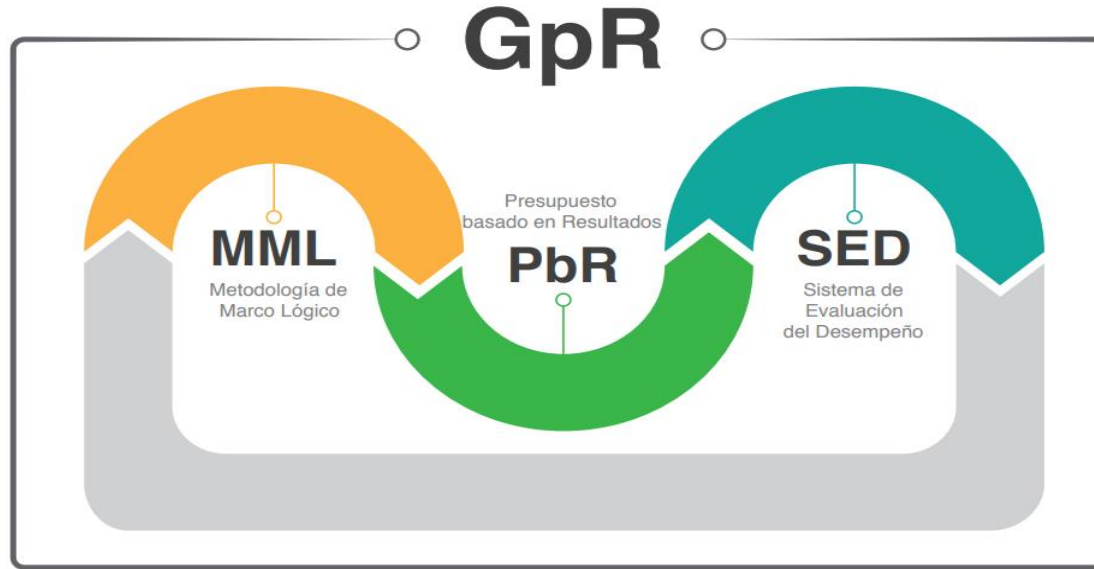 GpR
MML
Metodología de
Marco Lógico
Presupuesto
basado en Resultados
PbR
SED
Sistema de
Evaluación
del Desempeño